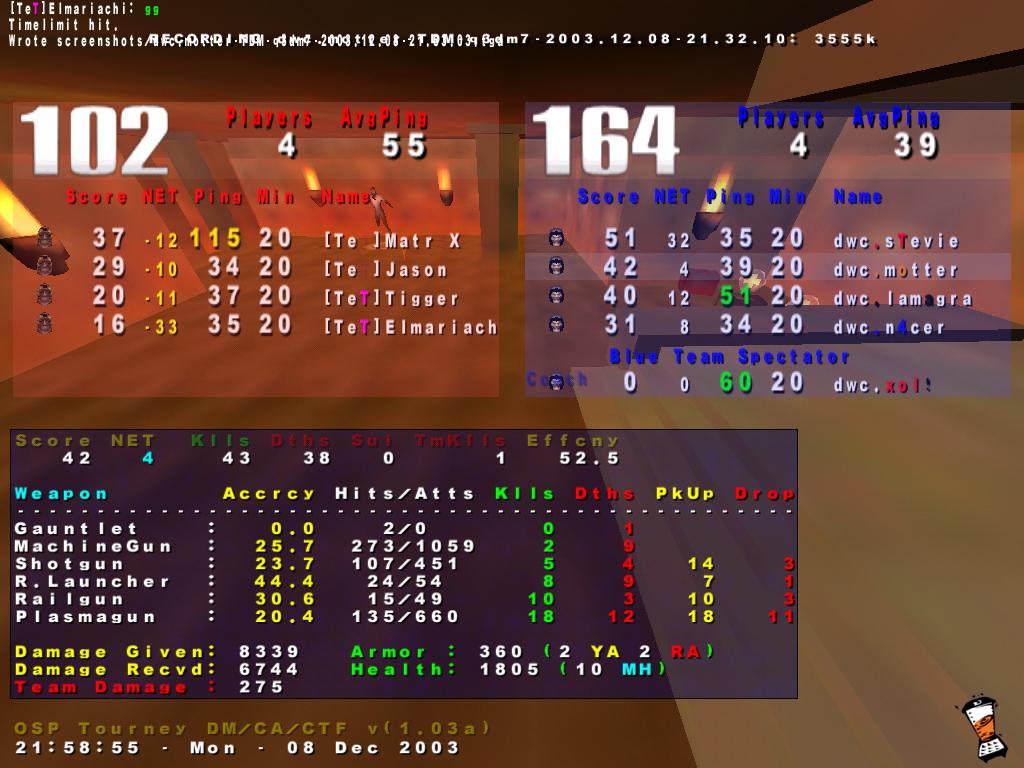 [TeT]Elmariachi: gg
Timelimit hit.
Wrote screenshots/
RECORDING 3555k
102 Players AvgPing
4 55
Score NET Ping Min Name
37 -12 115 20 [Te ]Matr X
29 -10 34 20 [Te ]Jason
20 -11 37 20 [TeT]Tigger
16 -33 35 20 [TeT]Elmariach
164 Players AvgPing
4 39
Score NET Ping Min Name
51 32 35 20 dwc.sTevie
42 4 39 20 dwc.motter
40 12 51 20 dwc.lamagra
31 8 34 20 dwc.n4cer
Blue Team Spectator
Coach 0 0 60 20 dwc.xol!
Score NET Klls Dths Sui TmKlls Effcny
42 4 43 38 0 1 52.5
Weapon Accrcy Hits/Atts Klls Dths PkUp Drop
Gauntlet : 0.0 2/0 0 1
MachineGun : 25.7 273/1059 2 9
Shotgun : 23.7 107/451 5 4 14 3
R.Launcher : 44.4 24/54 8 9 7 1
Railgun : 30.6 15/49 10 3 10 3
Plasmagun : 20.4 135/660 18 12 18 11
Damage Given: 8339 Armor : 360 (2 YA 2 RA)
Damage Recvd: 6744 Health: 1805 (10 MH)
Team Damage : 275
OSP Tourney DM/CA/CTF v(1.03a)
21:58:55 - Mon - 08 Dec 2003